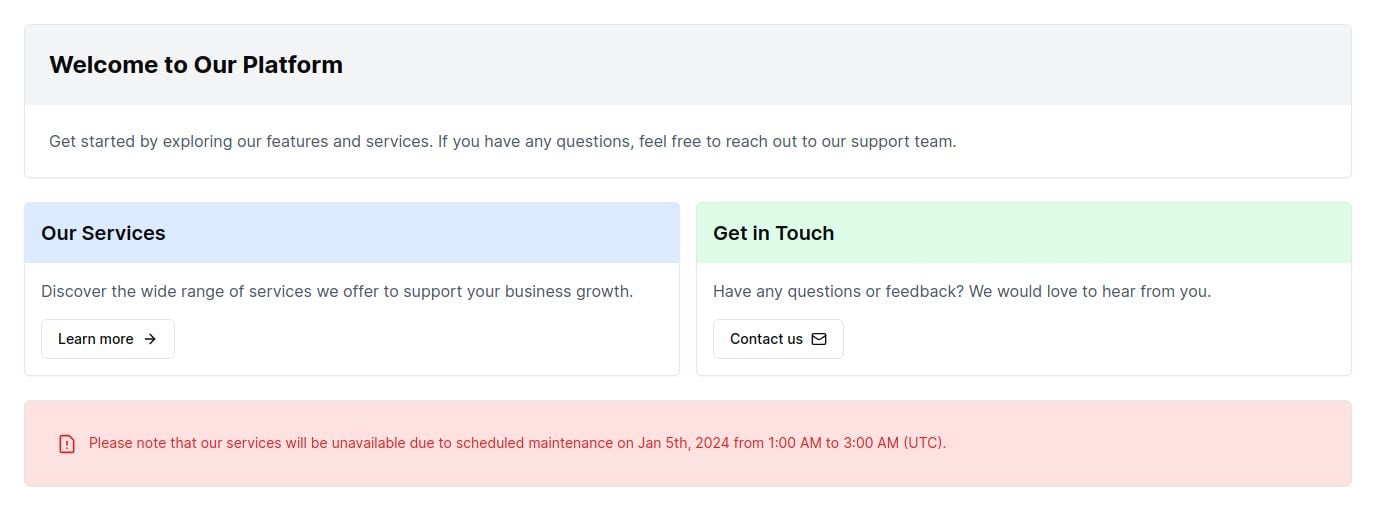 Welcome to Our Platform
Get started by exploring our features and services. If you have any questions, feel free to reach out to our support team.
Our Services
Discover the wide range of services we offer to support your business growth.
Learn more
Get in Touch
Have any questions or feedback? We would love to hear from you.
Contact us
Please note that our services will be unavailable due to scheduled maintenance on Jan 5th, 2024 from 1:00 AM to 3:00 AM (UTC).